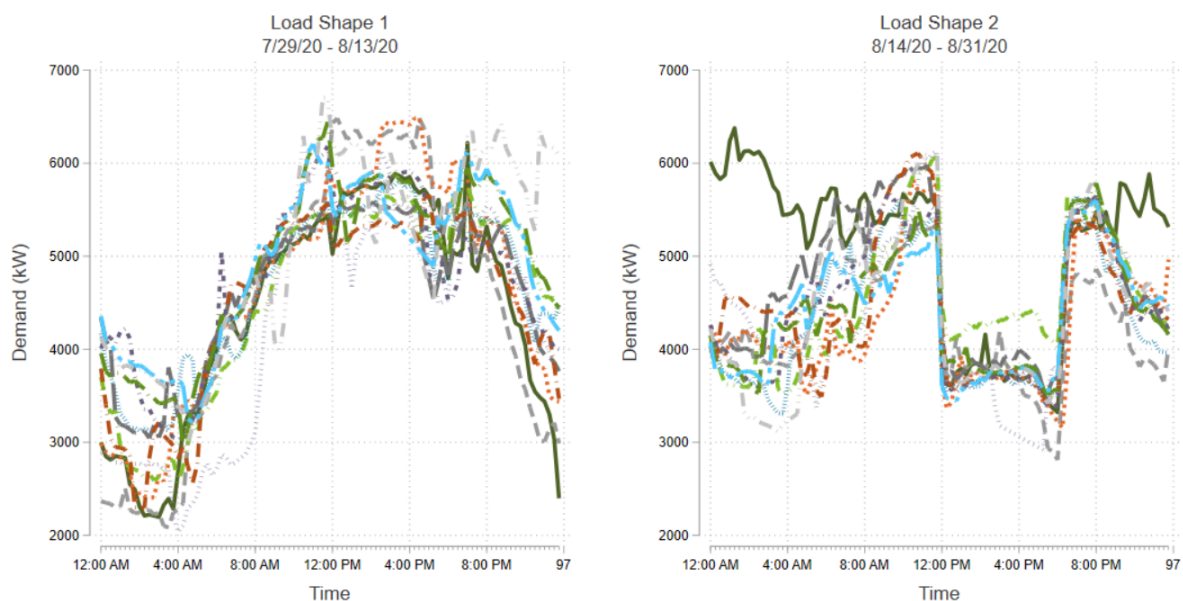 Load Shape 1
7/29/20 - 8/13/20
7000
6000
5000
4000
3000
2000
Demand (kW)
12:00 AM 4:00 AM 8:00 AM 12:00 PM 4:00 PM 8:00 PM 97
Time
Load Shape 2
8/14/20 - 8/31/20
7000
6000
5000
4000
3000
2000
Demand (kW)
12:00 AM 4:00 AM 8:00 AM 12:00 PM 4:00 PM 8:00 PM 97
Time